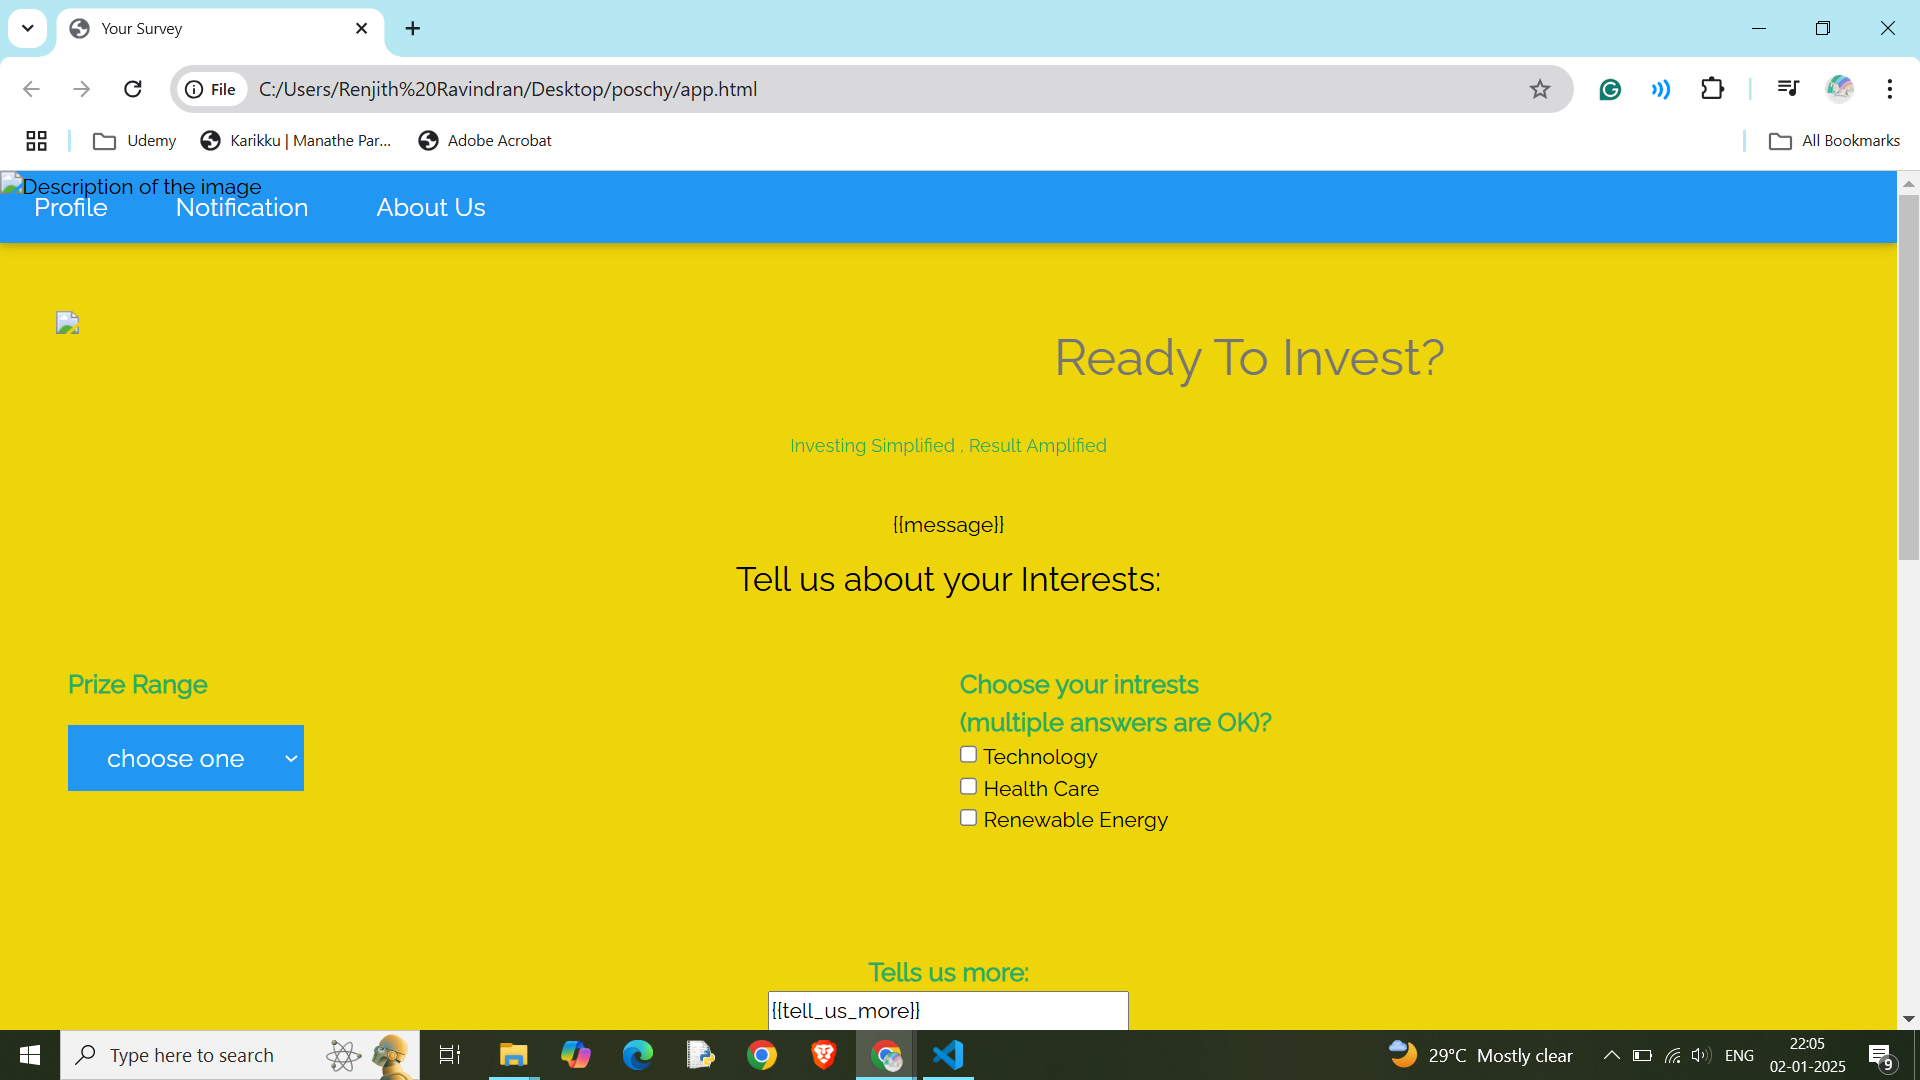 Your Survey
File
C:/Users/Renjith%20Ravindran/Desktop/poschy/app.html
Udemy
Karikku | Manathe Par...
Adobe Acrobat
All Bookmarks
Description of the image
Profile
Notification
About Us
Ready To Invest?
Investing Simplified , Result Amplified
{{message}}
Tell us about your Interests:
Prize Range
choose one
Choose your intrests
(multiple answers are OK)?
Technology
Health Care
Renewable Energy
Tells us more:
{{tell_us_more}}
Type here to search
29°C Mostly clear
ENG
22:05
02-01-2025
9